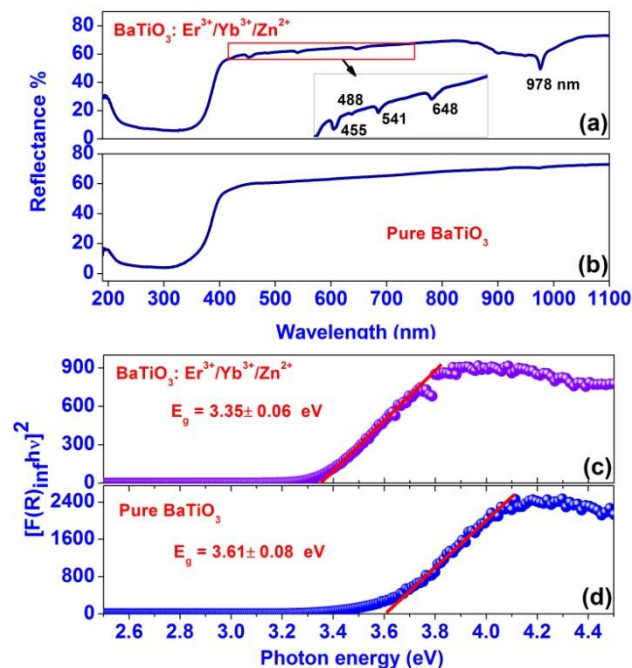 BaTiO₃: Er³⁺/Yb³⁺/Zn²⁺
80
60
40
20
0
488
455
541
648
978 nm
(a)
Reflectance %
80
60
40
20
0
Pure BaTiO₃
(b)
200 300 400 500 600 700 800 900 1000 1100
Wavelength (nm)
900
600
300
0
BaTiO₃: Er³⁺/Yb³⁺/Zn²⁺
E_g = 3.35± 0.06 eV
(c)
[F(R)_inf hν]²
2400
1600
800
0
Pure BaTiO₃
E_g = 3.61± 0.08 eV
(d)
2.6 2.8 3.0 3.2 3.4 3.6 3.8 4.0 4.2 4.4
Photon energy (eV)